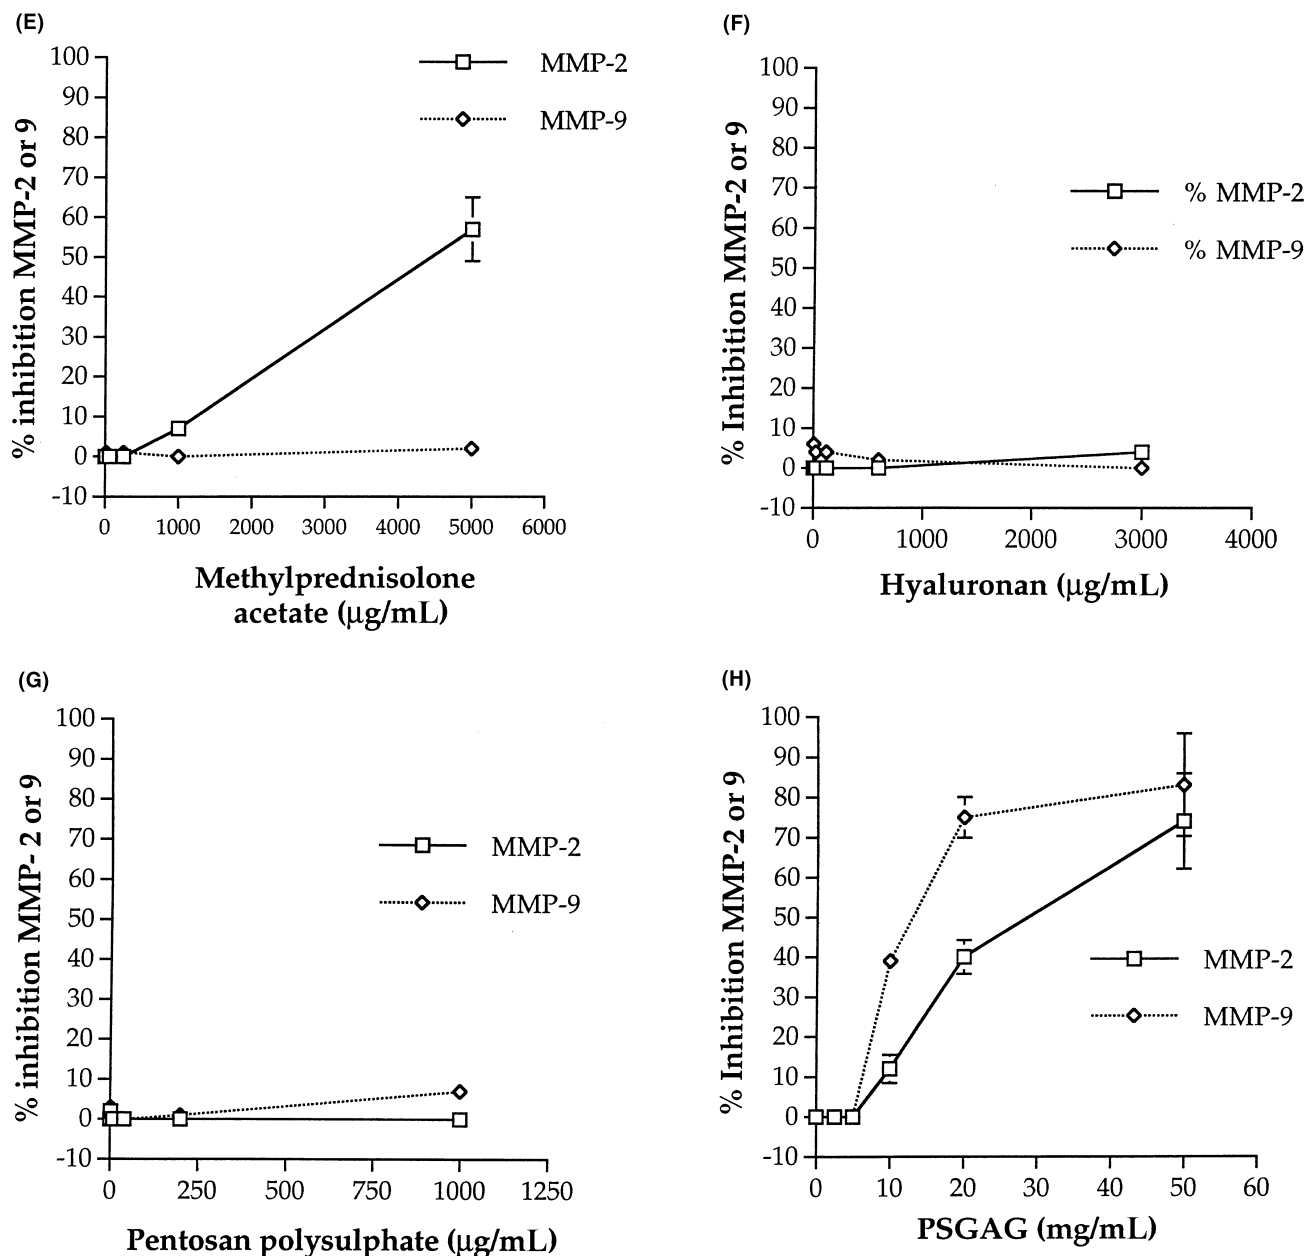 (E)
100
90
80
70
60
50
40
30
20
10
0
-10
% inhibition MMP-2 or 9
MMP-2
MMP-9
0 1000 2000 3000 4000 5000 6000
Methylprednisolone
acetate (µg/mL)
(F)
100
90
80
70
60
50
40
30
20
10
0
-10
% Inhibition MMP-2 or 9
% MMP-2
% MMP-9
0 1000 2000 3000 4000
Hyaluronan (µg/mL)
(G)
100
90
80
70
60
50
40
30
20
10
0
-10
% inhibition MMP- 2 or 9
MMP-2
MMP-9
0 250 500 750 1000 1250
Pentosan polysulphate (µg/mL)
(H)
100
90
80
70
60
50
40
30
20
10
0
-10
% Inhibition MMP-2 or 9
MMP-2
MMP-9
0 10 20 30 40 50 60
PSGAG (mg/mL)